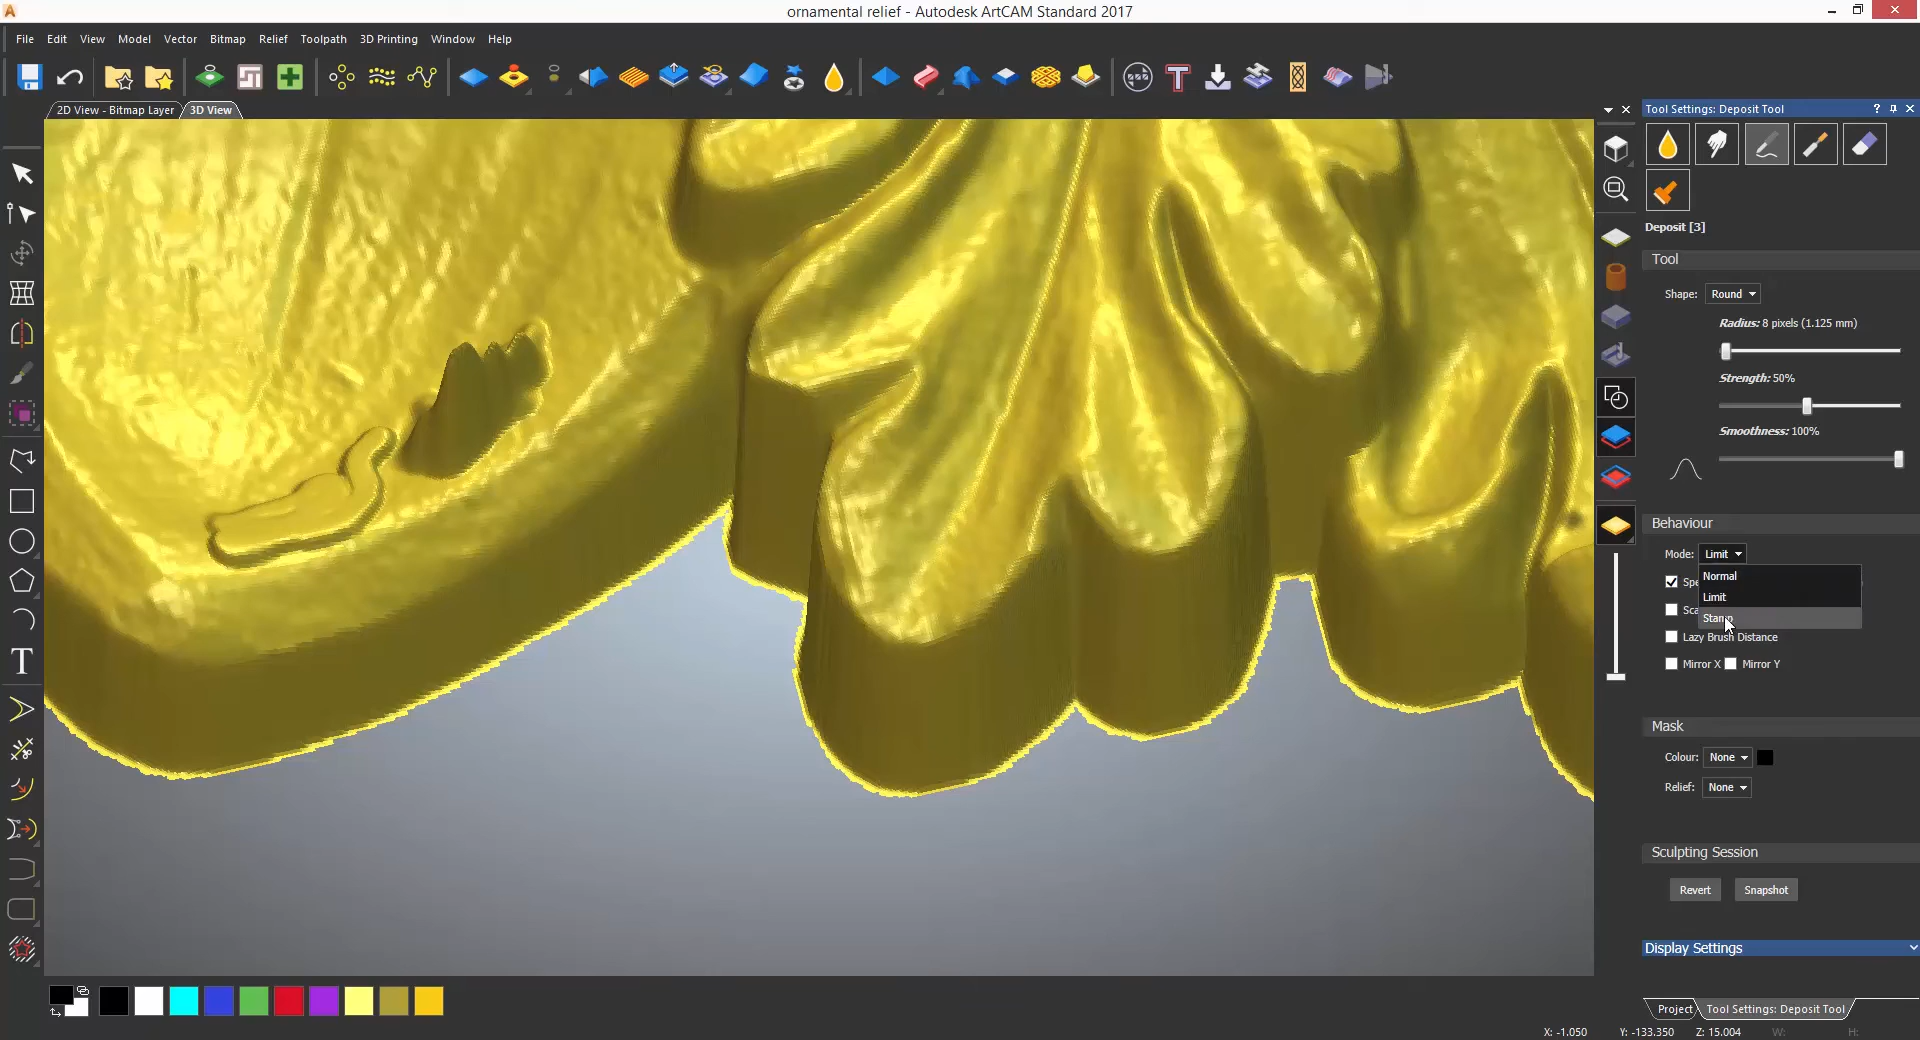 ornamental relief - Autodesk ArtCAM Standard 2017
File Edit View Model Vector Bitmap Relief Toolpath 3D Printing Window Help
2D View - Bitmap Layer 3D View
Tool Settings: Deposit Tool
Deposit [3]
Tool
Shape: Round
Radius: 8 pixels (1.125 mm)
Strength: 50%
Smoothness: 100%
Behaviour
Mode: Limit
Normal
Limit
Stamp
Lazy Brush Distance
Mirror X Mirror Y
Mask
Colour: None
Relief: None
Sculpting Session
Revert Snapshot
Display Settings
Project Tool Settings: Deposit Tool
X: -1.050 Y: -133.350 Z: 15.004 W: H: